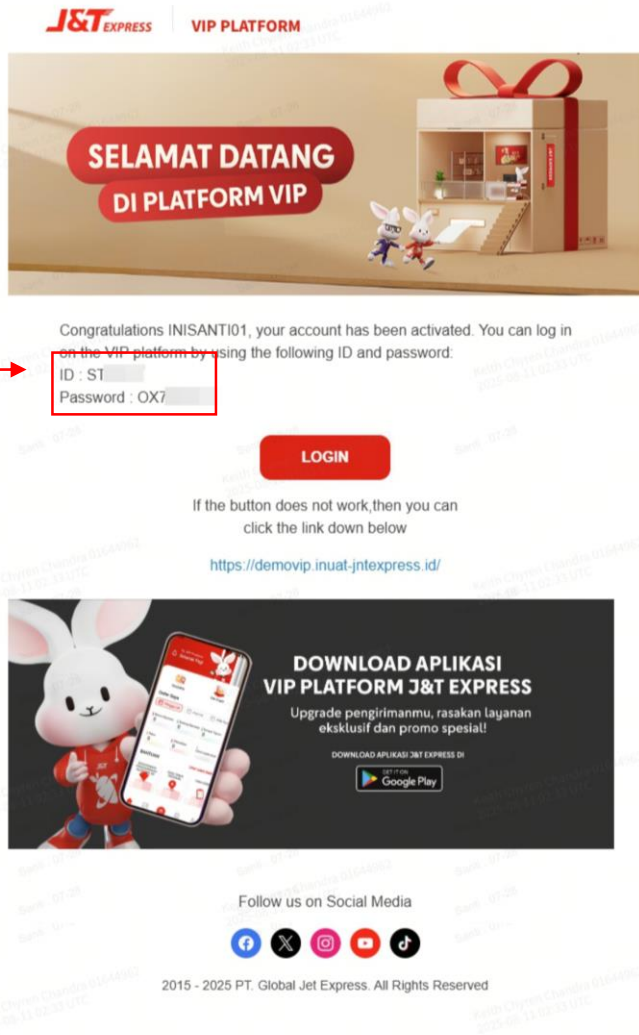 J&T EXPRESS VIP PLATFORM
SELAMAT DATANG
DI PLATFORM VIP
Congratulations INISANTI01, your account has been activated. You can log in
on the VIP platform by using the following ID and password:
ID : ST
Password : OX7
LOGIN
If the button does not work,then you can
click the link down below
https://demovip.inuat-jntexpress.id/
DOWNLOAD APLIKASI
VIP PLATFORM J&T EXPRESS
Upgrade pengirimanmu, rasakan layanan
eksklusif dan promo spesial!
DOWNLOAD APLIKASI J&T EXPRESS DI
GET IT ON
Google Play
Follow us on Social Media
2015 - 2025 PT. Global Jet Express. All Rights Reserved